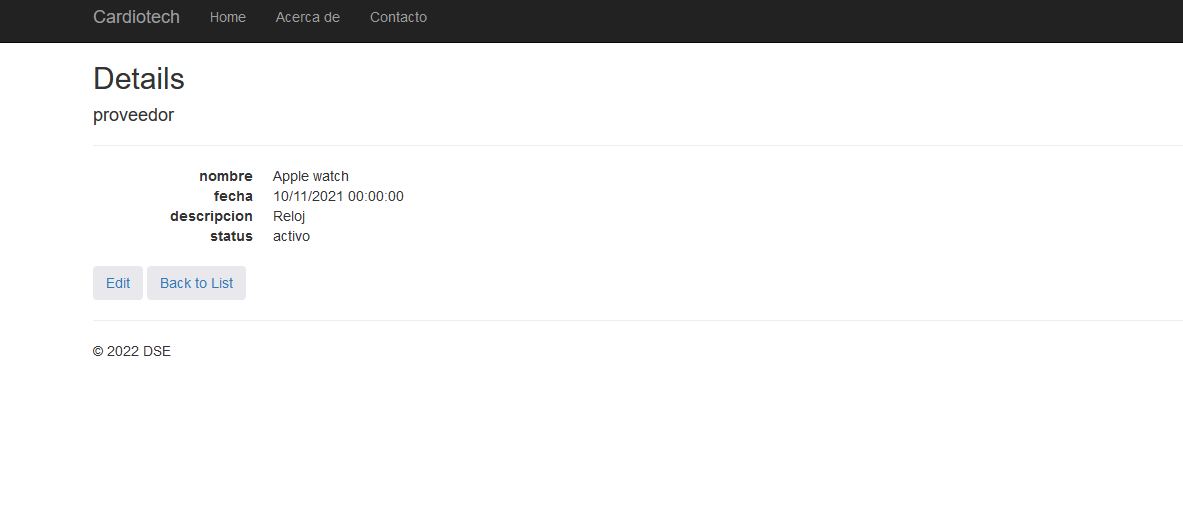 Cardiotech Home Acerca de Contacto
Details
proveedor
nombre Apple watch
fecha 10/11/2021 00:00:00
descripcion Reloj
status activo
Edit Back to List
© 2022 DSE